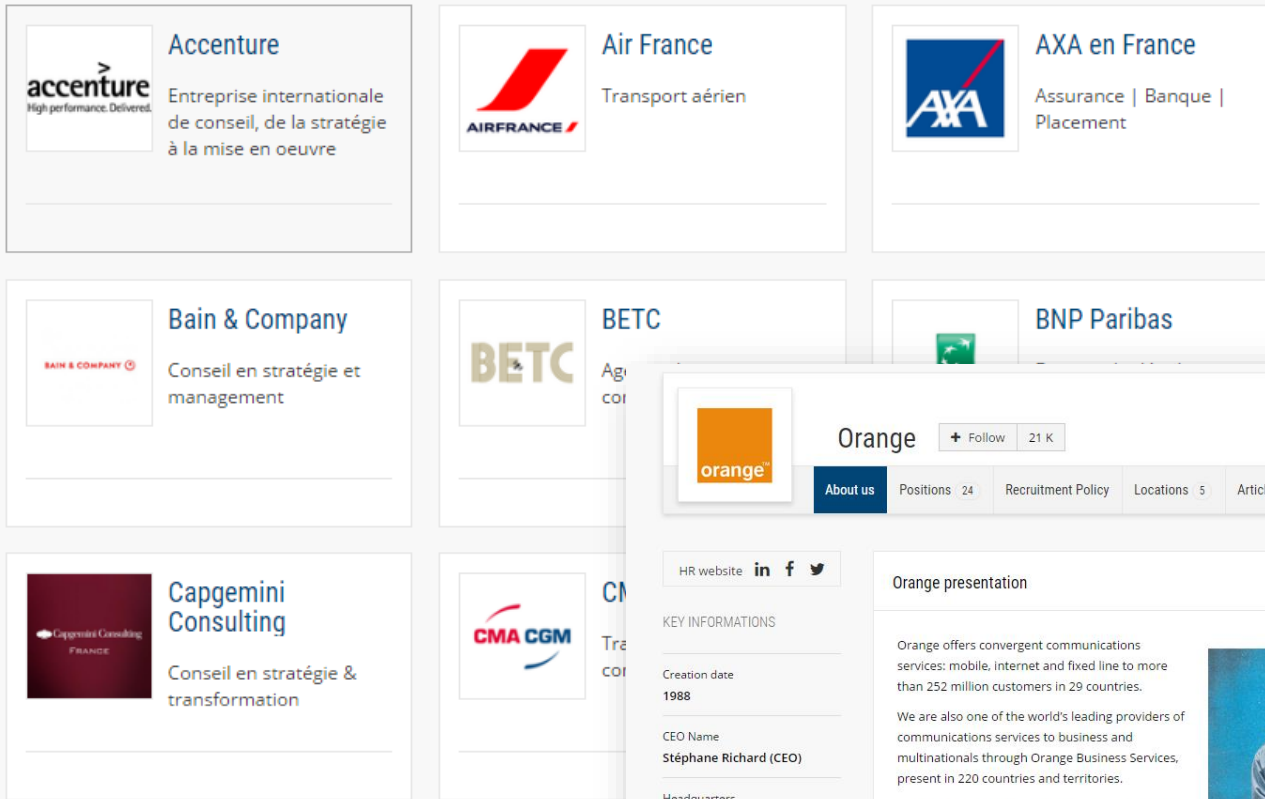 accenture
High performance. Delivered.
Accenture
Entreprise internationale
de conseil, de la stratégie
à la mise en oeuvre
AIRFRANCE
Air France
Transport aérien
AXA
AXA en France
Assurance | Banque |
Placement
BAIN & COMPANY
Bain & Company
Conseil en stratégie et
management
BETC
BETC
BNP Paribas
Capgemini Consulting
FRANCE
Capgemini
Consulting
Conseil en stratégie &
transformation
CMA CGM
orange™
Orange
+ Follow
21 K
About us
Positions 24
Recruitment Policy
Locations 5
HR website in f
KEY INFORMATIONS
Creation date
1988
CEO Name
Stéphane Richard (CEO)
Headquarters
Orange presentation
Orange offers convergent communications
services: mobile, internet and fixed line to more
than 252 million customers in 29 countries.
We are also one of the world's leading providers of
communications services to business and
multinationals through Orange Business Services,
present in 220 countries and territories.